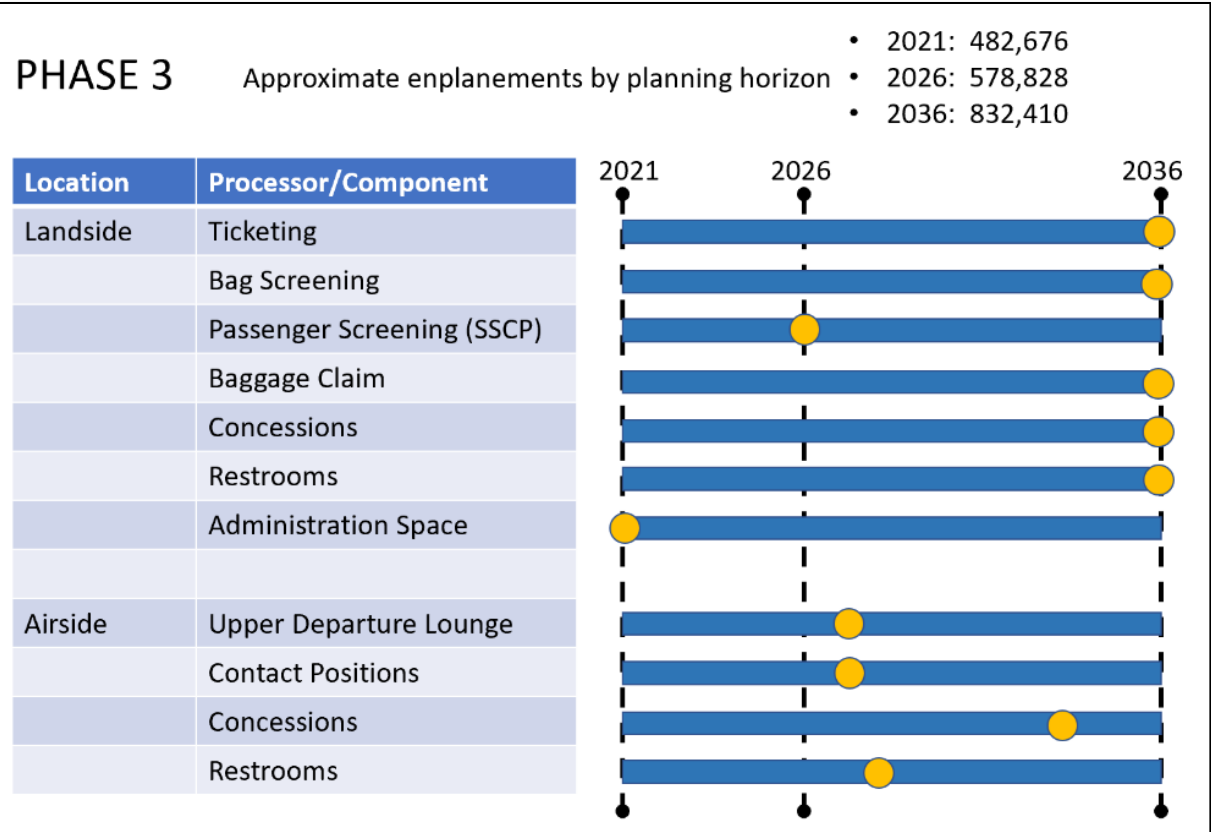 PHASE 3
Approximate enplanements by planning horizon
• 2021: 482,676
• 2026: 578,828
• 2036: 832,410
Location Processor/Component
2021 2026 2036
Landside Ticketing
Bag Screening
Passenger Screening (SSCP)
Baggage Claim
Concessions
Restrooms
Administration Space
Airside Upper Departure Lounge
Contact Positions
Concessions
Restrooms